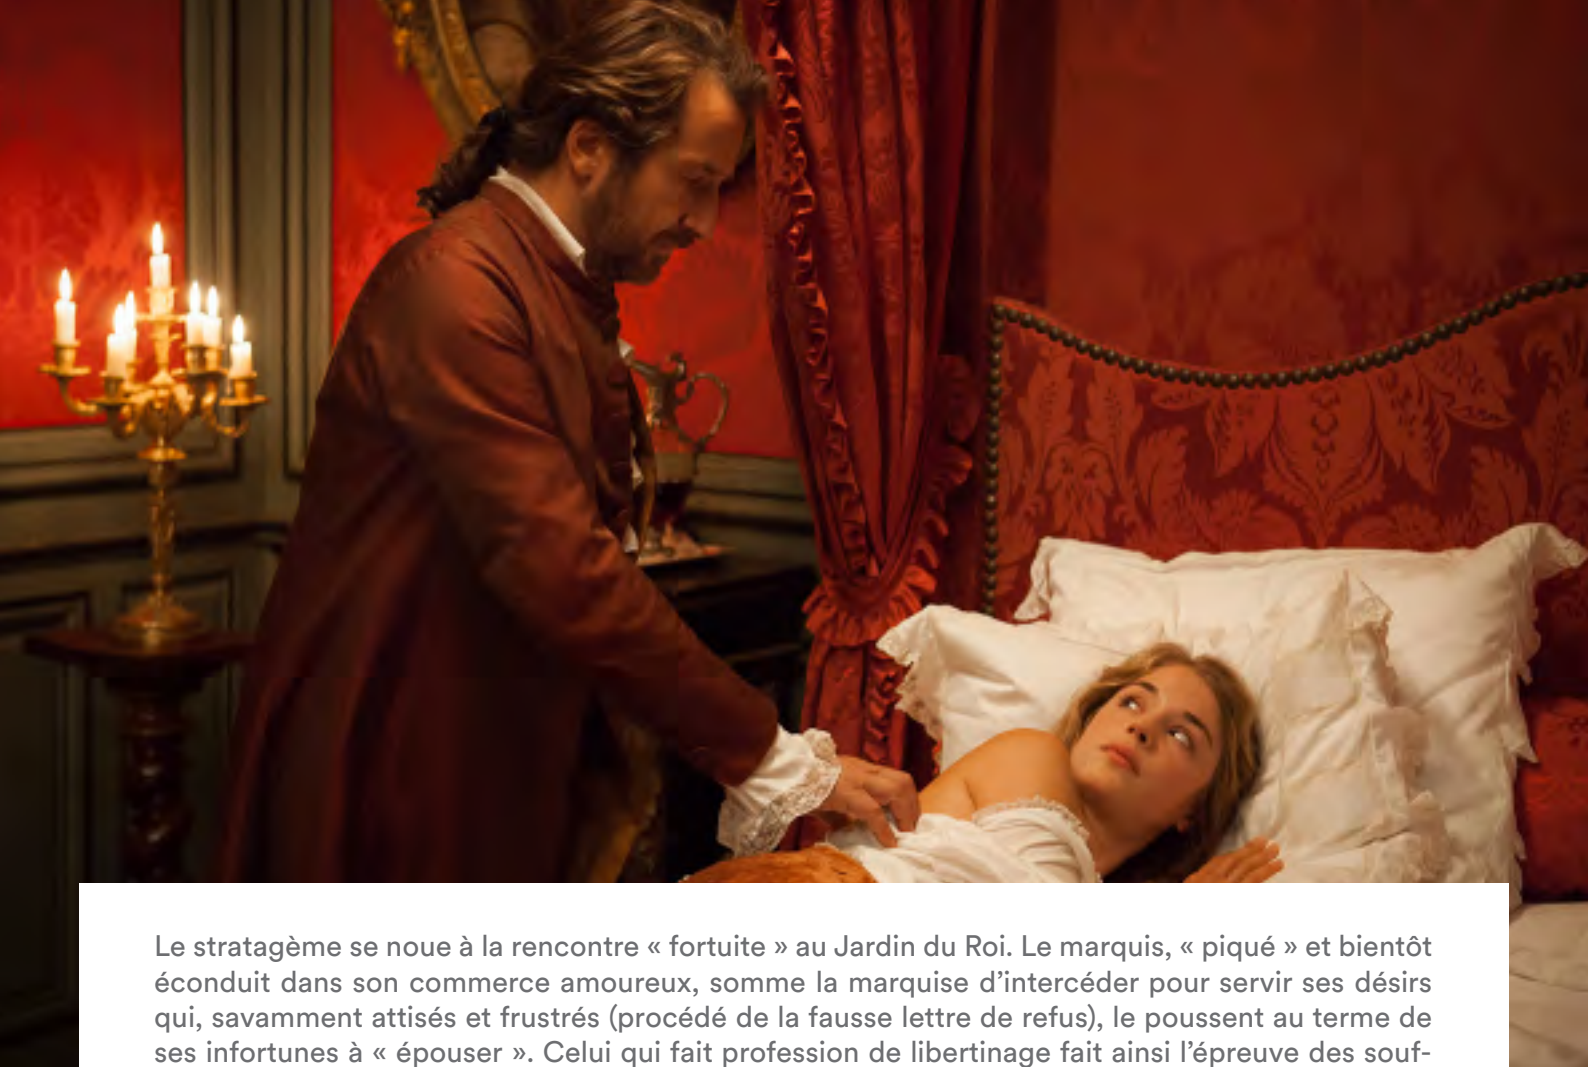 Le stratagème se noue à la rencontre « fortuite » au Jardin du Roi. Le marquis, « piqué » et bientôt
éconduit dans son commerce amoureux, somme la marquise d’intercéder pour servir ses désirs
qui, savamment attisés et frustrés (procédé de la fausse lettre de refus), le poussent au terme de
ses infortunes à « épouser ». Celui qui fait profession de libertinage fait ainsi l’épreuve des souf-